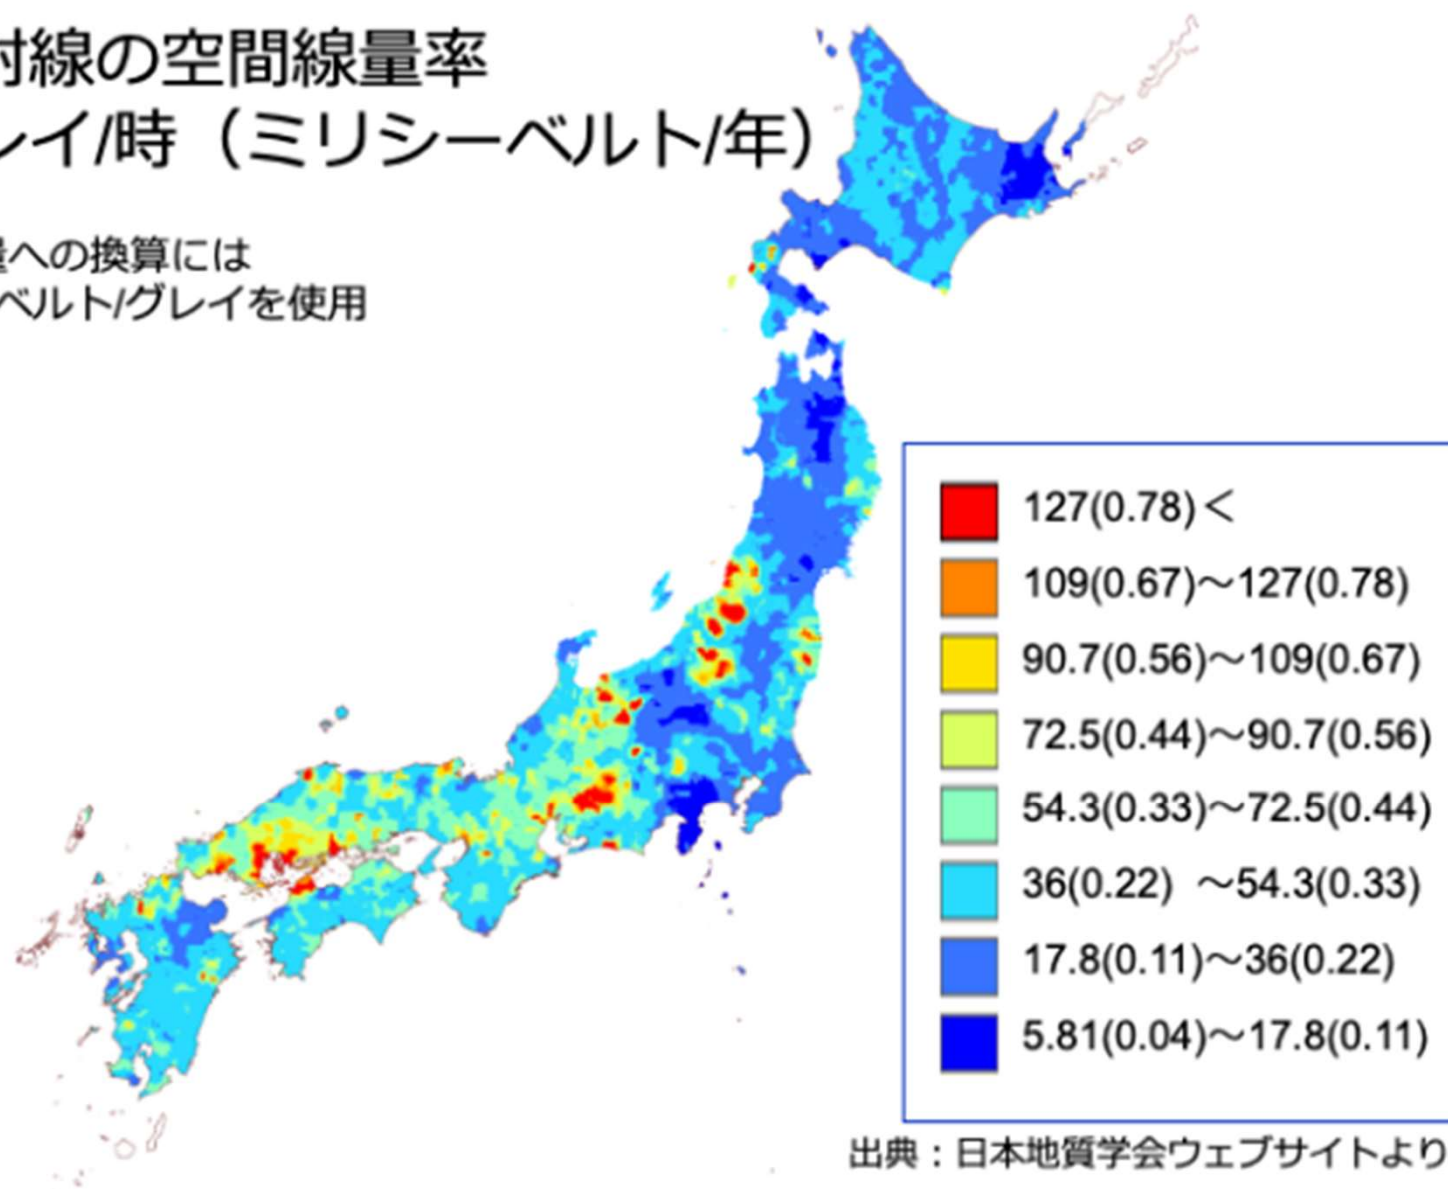 線の空間線量率
レイ/時（ミリシーベルト/年）
への換算には
ベルト/グレイを使用
127(0.78)＜
109(0.67)～127(0.78)
90.7(0.56)～109(0.67)
72.5(0.44)～90.7(0.56)
54.3(0.33)～72.5(0.44)
36(0.22) ～54.3(0.33)
17.8(0.11)～36(0.22)
5.81(0.04)～17.8(0.11)
出典：日本地質学会ウェブサイトより